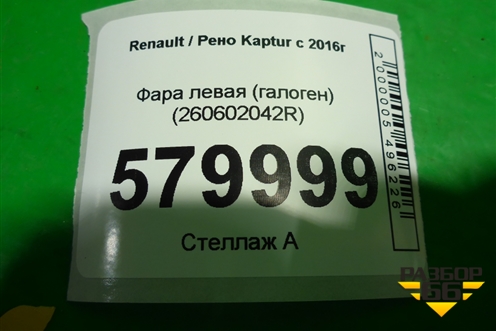 Renault / Рено Kaptur с 2016г
Фара левая (галоген)
(260602042R)
579999
Стеллаж А
2000005496226
РАЗБОР
66